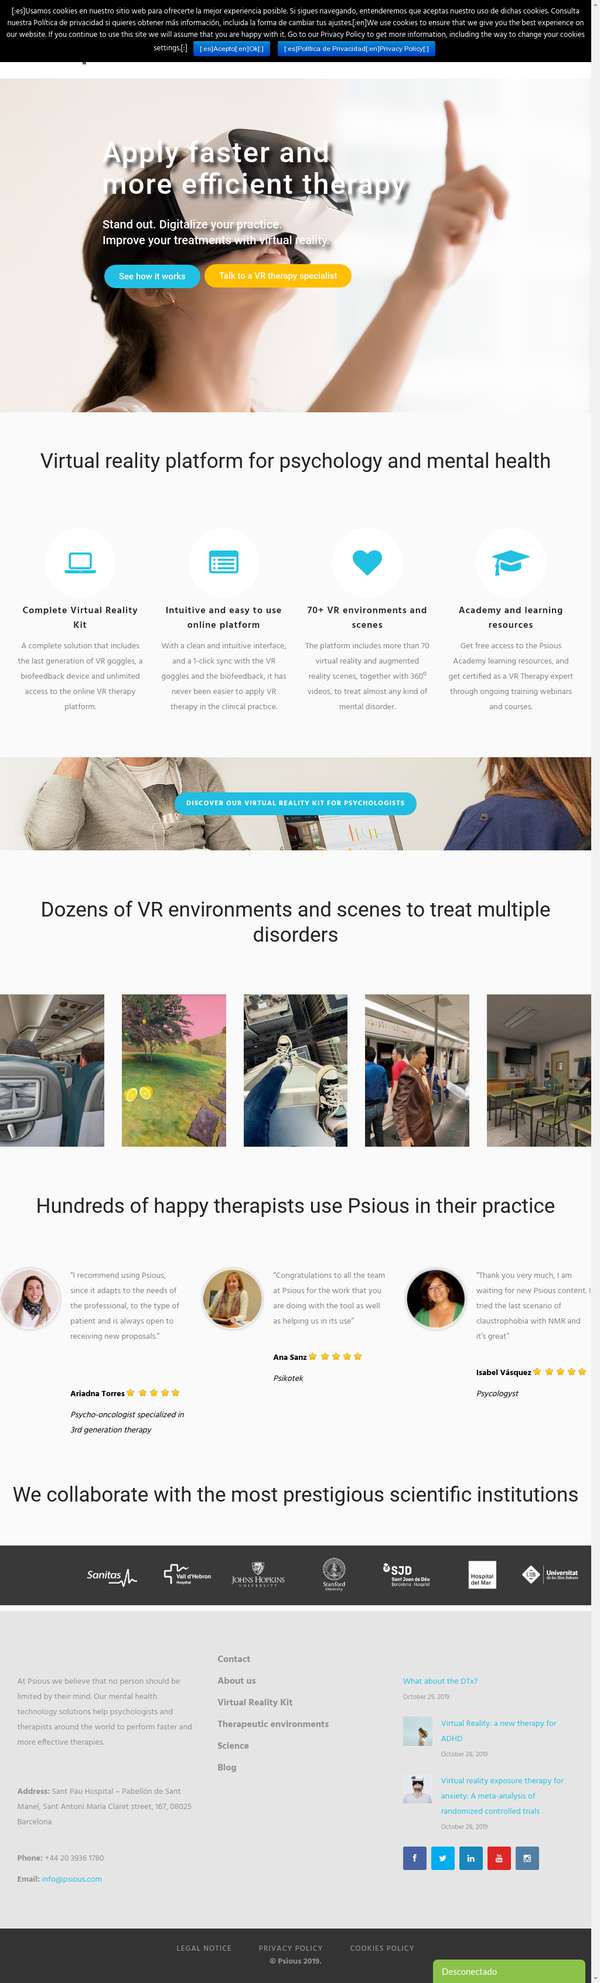 [:es]Usamos cookies en nuestro sitio web para ofrecerte la mejor experiencia posible. Si sigues navegando, entenderemos que aceptas nuestro uso de dichas cookies. Consulta
nuestra Política de privacidad si quieres obtener más información, incluida la forma de cambiar tus ajustes.[:en]We use cookies to ensure that we give you the best experience on
our website. If you continue to use this site we will assume that you are happy with it. Go to our Privacy Policy to get more information, including the way to change your cookies
settings.[:] [:es]Acepto[:en]Ok[:] [:es]Política de Privacidad[:en]Privacy Policy[:]
Apply faster and
more efficient therapy
Stand out. Digitalize your practice.
Improve your treatments with virtual reality.
See how it works Talk to a VR therapy specialist
Virtual reality platform for psychology and mental health
Complete Virtual Reality
Kit
A complete solution that includes
the last generation of VR goggles, a
biofeedback device and unlimited
access to the online VR therapy
platform.
Intuitive and easy to use
online platform
With a clean and intuitive interface,
and a 1-click sync with the VR
goggles and the biofeedback, it has
never been easier to apply VR
therapy in the clinical practice.
70+ VR environments and
scenes
The platform includes more than 70
virtual reality and augmented
reality scenes, together with 360º
videos, to treat almost any kind of
mental disorder.
Academy and learning
resources
Get free access to the Psious
Academy learning resources, and
get certified as a VR Therapy expert
through ongoing training webinars
and courses.
DISCOVER OUR VIRTUAL REALITY KIT FOR PSYCHOLOGISTS
Dozens of VR environments and scenes to treat multiple
disorders
Hundreds of happy therapists use Psious in their practice
"I recommend using Psious,
since it adapts to the needs of
the professional, to the type of
patient and is always open to
receiving new proposals."
Ariadna Torres
Psycho-oncologist specialized in
3rd generation therapy
"Congratulations to all the team
at Psious for the work that you
are doing with the tool as well
as helping us in its use"
Ana Sanz
Psikotek
"Thank you very much, I am
waiting for new Psious content. I
tried the last scenario of
claustrophobia with NMR and
it's great"
Isabel Vásquez
Psycologyst
We collaborate with the most prestigious scientific institutions
Sanitas
Vall d'Hebron
Hospital
JOHNS HOPKINS
UNIVERSITY
Stanford
University
SJD
Sant Joan de Déu
Barcelona · Hospital
Hospital
del Mar
Universitat
de les Illes Balears
At Psious we believe that no person should be
limited by their mind. Our mental health
technology solutions help psychologists and
therapists around the world to perform faster and
more effective therapies.
Address: Sant Pau Hospital – Pabellón de Sant
Manel, Sant Antoni Maria Claret street, 167, 08025
Barcelona
Phone: +44 20 3936 1780
Email: info@psious.com
Contact
About us
Virtual Reality Kit
Therapeutic environments
Science
Blog
What about the DTx?
October 29, 2019
Virtual Reality: a new therapy for
ADHD
October 28, 2019
Virtual reality exposure therapy for
anxiety: A meta-analysis of
randomized controlled trials
October 28, 2019
LEGAL NOTICE PRIVACY POLICY COOKIES POLICY
© Psious 2019.
Desconectado